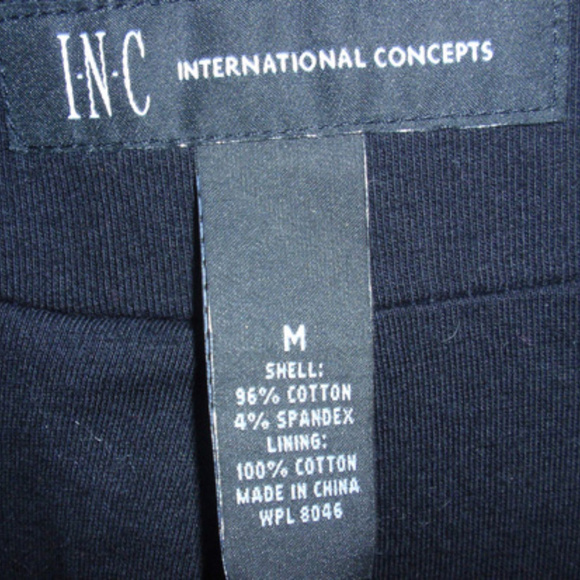 I·N·C INTERNATIONAL CONCEPTS
M
SHELL:
96% COTTON
4% SPANDEX
LINING:
100% COTTON
MADE IN CHINA
WPL 8046